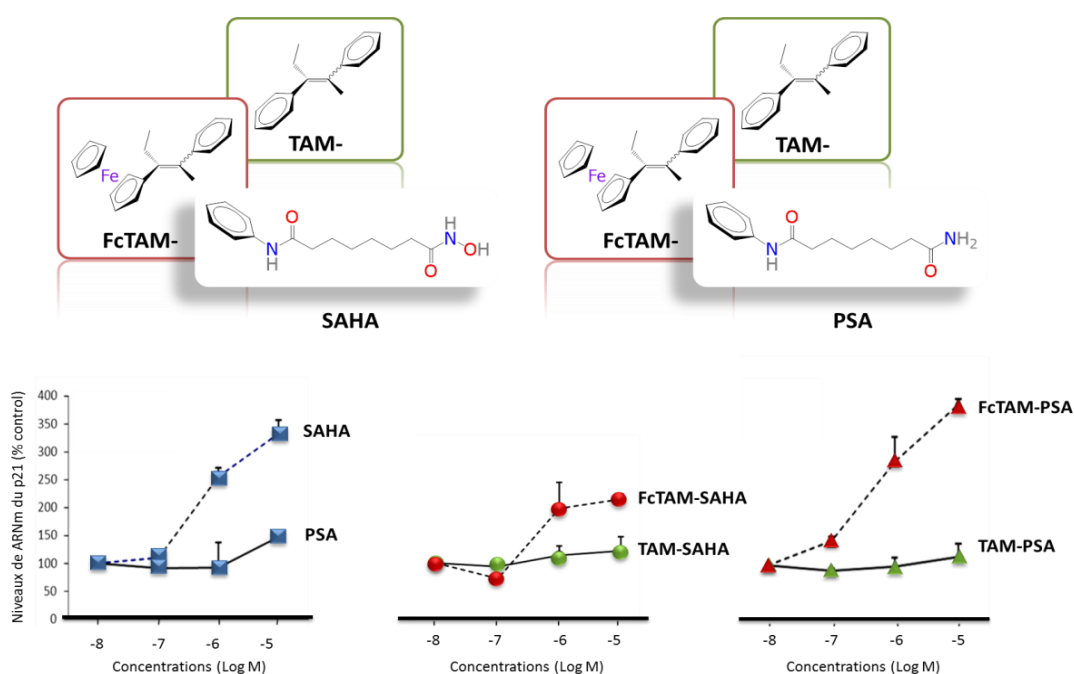 TAM-
Fe
FcTAM-
O
N
H
H
N
OH
O
SAHA
TAM-
Fe
FcTAM-
O
N
H
NH2
O
PSA
Niveaux de ARNm du p21 (% control)
400
350
300
250
200
150
100
50
0
SAHA
PSA
-8 -7 -6 -5
Concentrations (Log M)
FcTAM-SAHA
TAM-SAHA
-8 -7 -6 -5
Concentrations (Log M)
FcTAM-PSA
TAM-PSA
-8 -7 -6 -5
Concentrations (Log M)